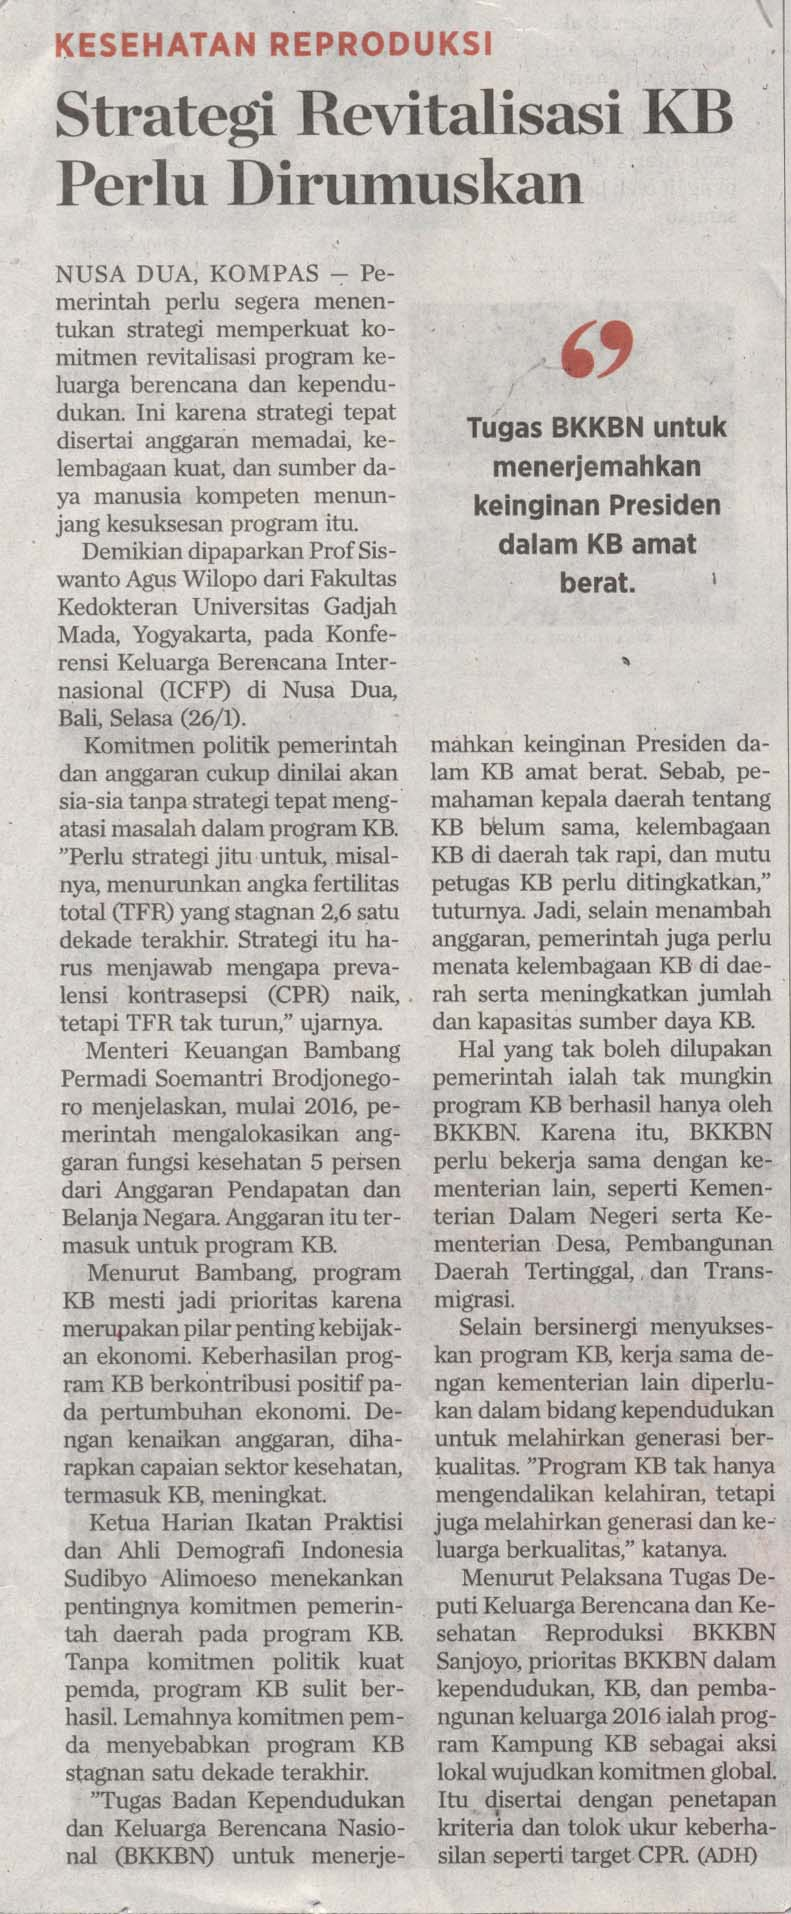 KESEHATAN REPRODUKSI
Strategi Revitalisasi KB
Perlu Dirumuskan
NUSA DUA, KOMPAS — Pe-
merintah perlu segera menen-
tukan strategi memperkuat ko-
mitmen revitalisasi program ke-
luarga berencana dan kependu-
dukan. Ini karena strategi tepat
disertai anggaran memadai, ke-
lembagaan kuat, dan sumber da-
ya manusia kompeten menun-
jang kesuksesan program itu.
Demikian dipaparkan Prof Sis-
wanto Agus Wilopo dari Fakultas
Kedokteran Universitas Gadjah
Mada, Yogyakarta, pada Konfe-
rensi Keluarga Berencana Inter-
nasional (ICFP) di Nusa Dua,
Bali, Selasa (26/1).
Komitmen politik pemerintah
dan anggaran cukup dinilai akan
sia-sia tanpa strategi tepat meng-
atasi masalah dalam program KB.
”Perlu strategi jitu untuk, misal-
nya, menurunkan angka fertilitas
total (TFR) yang stagnan 2,6 satu
dekade terakhir. Strategi itu ha-
rus menjawab mengapa preva-
lensi kontrasepsi (CPR) naik,
tetapi TFR tak turun,” ujarnya.
Menteri Keuangan Bambang
Permadi Soemantri Brodjonego-
ro menjelaskan, mulai 2016, pe-
merintah mengalokasikan ang-
garan fungsi kesehatan 5 persen
dari Anggaran Pendapatan dan
Belanja Negara. Anggaran itu ter-
masuk untuk program KB.
Menurut Bambang, program
KB mesti jadi prioritas karena
merupakan pilar penting kebijak-
an ekonomi. Keberhasilan prog-
ram KB berkontribusi positif pa-
da pertumbuhan ekonomi. De-
ngan kenaikan anggaran, diha-
rapkan capaian sektor kesehatan,
termasuk KB, meningkat.
Ketua Harian Ikatan Praktisi
dan Ahli Demografi Indonesia
Sudibyo Alimoeso menekankan
pentingnya komitmen pemerin-
tah daerah pada program KB.
Tanpa komitmen politik kuat
pemda, program KB sulit ber-
hasil. Lemahnya komitmen pem-
da menyebabkan program KB
stagnan satu dekade terakhir.
”Tugas Badan Kependudukan
dan Keluarga Berencana Nasio-
nal (BKKBN) untuk menerje-
Tugas BKKBN untuk
menerjemahkan
keinginan Presiden
dalam KB amat
berat.
mahkan keinginan Presiden da-
lam KB amat berat. Sebab, pe-
mahaman kepala daerah tentang
KB belum sama, kelembagaan
KB di daerah tak rapi, dan mutu
petugas KB perlu ditingkatkan,”
tuturnya. Jadi, selain menambah
anggaran, pemerintah juga perlu
menata kelembagaan KB di dae-
rah serta meningkatkan jumlah
dan kapasitas sumber daya KB.
Hal yang tak boleh dilupakan
pemerintah ialah tak mungkin
program KB berhasil hanya oleh
BKKBN. Karena itu, BKKBN
perlu bekerja sama dengan ke-
menterian lain, seperti Kemen-
terian Dalam Negeri serta Ke-
menterian Desa, Pembangunan
Daerah Tertinggal, dan Trans-
migrasi.
Selain bersinergi menyukses-
kan program KB, kerja sama de-
ngan kementerian lain diperlu-
kan dalam bidang kependudukan
untuk melahirkan generasi ber-
kualitas. ”Program KB tak hanya
mengendalikan kelahiran, tetapi
juga melahirkan generasi dan ke-
luarga berkualitas,” katanya.
Menurut Pelaksana Tugas De-
puti Keluarga Berencana dan Ke-
sehatan Reproduksi BKKBN
Sanjoyo, prioritas BKKBN dalam
kependudukan, KB, dan pemba-
ngunan keluarga 2016 ialah prog-
ram Kampung KB sebagai aksi
lokal wujudkan komitmen global.
Itu disertai dengan penetapan
kriteria dan tolok ukur keberha-
silan seperti target CPR. (ADH)